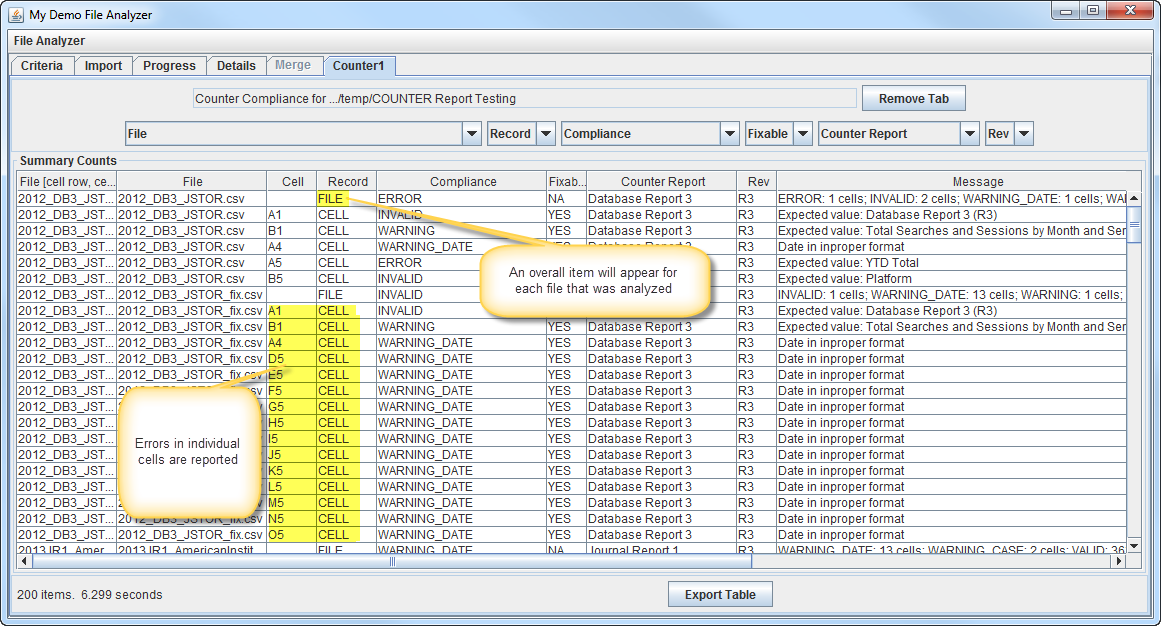 My Demo File Analyzer
File Analyzer
Criteria Import Progress Details Merge Counter1
Counter Compliance for .../temp/COUNTER Report Testing Remove Tab
File Record Compliance Fixable Counter Report Rev
Summary Counts
File [cell row, ce... File Cell Record Compliance Fixab... Counter Report Rev Message
2012_DB3_JST... 2012_DB3_JSTOR.csv FILE ERROR NA Database Report 3 R3 ERROR: 1 cells; INVALID: 2 cells; WARNING_DATE: 1 cells;
2012_DB3_JST... 2012_DB3_JSTOR.csv A1 CELL INVALID YES Database Report 3 R3 Expected value: Database Report 3 (R3)
2012_DB3_JST... 2012_DB3_JSTOR.csv B1 CELL WARNING YES Database Report 3 R3 Expected value: Total Searches and Sessions by Month and Ser
2012_DB3_JST... 2012_DB3_JSTOR.csv A4 CELL WARNING_DATE YES Database Report 3 R3 Date in inproper format
2012_DB3_JST... 2012_DB3_JSTOR.csv A5 CELL ERROR R3 Expected value: YTD Total
2012_DB3_JST... 2012_DB3_JSTOR.csv B5 CELL INVALID R3 Expected value: Platform
2012_DB3_JST... 2012_DB3_JSTOR_fix.csv FILE INVALID R3 INVALID: 1 cells; WARNING_DATE: 13 cells; WARNING: 1 cells;
2012_DB3_JST... 2012_DB3_JSTOR_fix.csv A1 CELL INVALID R3 Expected value: Database Report 3 (R3)
2012_DB3_JST... 2012_DB3_JSTOR_fix.csv B1 CELL WARNING YES Database Report 3 R3 Expected value: Total Searches and Sessions by Month and Ser
2012_DB3_JST... 2012_DB3_JSTOR_fix.csv A4 CELL WARNING_DATE YES Database Report 3 R3 Date in inproper format
2012_DB3_JST... 2012_DB3_JSTOR_fix.csv D5 CELL WARNING_DATE YES Database Report 3 R3 Date in inproper format
2012_DB3_JST... 2012_DB3_JSTOR_fix.csv E5 CELL WARNING_DATE YES Database Report 3 R3 Date in inproper format
2012_DB3_JST... 2012_DB3_JSTOR_fix.csv F5 CELL WARNING_DATE YES Database Report 3 R3 Date in inproper format
2012_DB3_JST... G5 CELL WARNING_DATE YES Database Report 3 R3 Date in inproper format
2012_DB3_JST... H5 CELL WARNING_DATE YES Database Report 3 R3 Date in inproper format
2012_DB3_JST... I5 CELL WARNING_DATE YES Database Report 3 R3 Date in inproper format
2012_DB3_JST... J5 CELL WARNING_DATE YES Database Report 3 R3 Date in inproper format
2012_DB3_JST... K5 CELL WARNING_DATE YES Database Report 3 R3 Date in inproper format
2012_DB3_JST... L5 CELL WARNING_DATE YES Database Report 3 R3 Date in inproper format
2012_DB3_JST... M5 CELL WARNING_DATE YES Database Report 3 R3 Date in inproper format
2012_DB3_JST... 2012_DB3_JSTOR_fix.csv N5 CELL WARNING_DATE YES Database Report 3 R3 Date in inproper format
2012_DB3_JST... 2012_DB3_JSTOR_fix.csv O5 CELL WARNING_DATE YES Database Report 3 R3 Date in inproper format
2013 JR1_Amer... 2013 JR1_AmericanInstit... FILE WARNING_DATE NA Journal Report 1 R3 WARNING_DATE: 13 cells; WARNING_CASE: 2 cells; VALID: 36
An overall item will appear for
each file that was analyzed
Errors in individual
cells are reported
200 items. 6.299 seconds Export Table